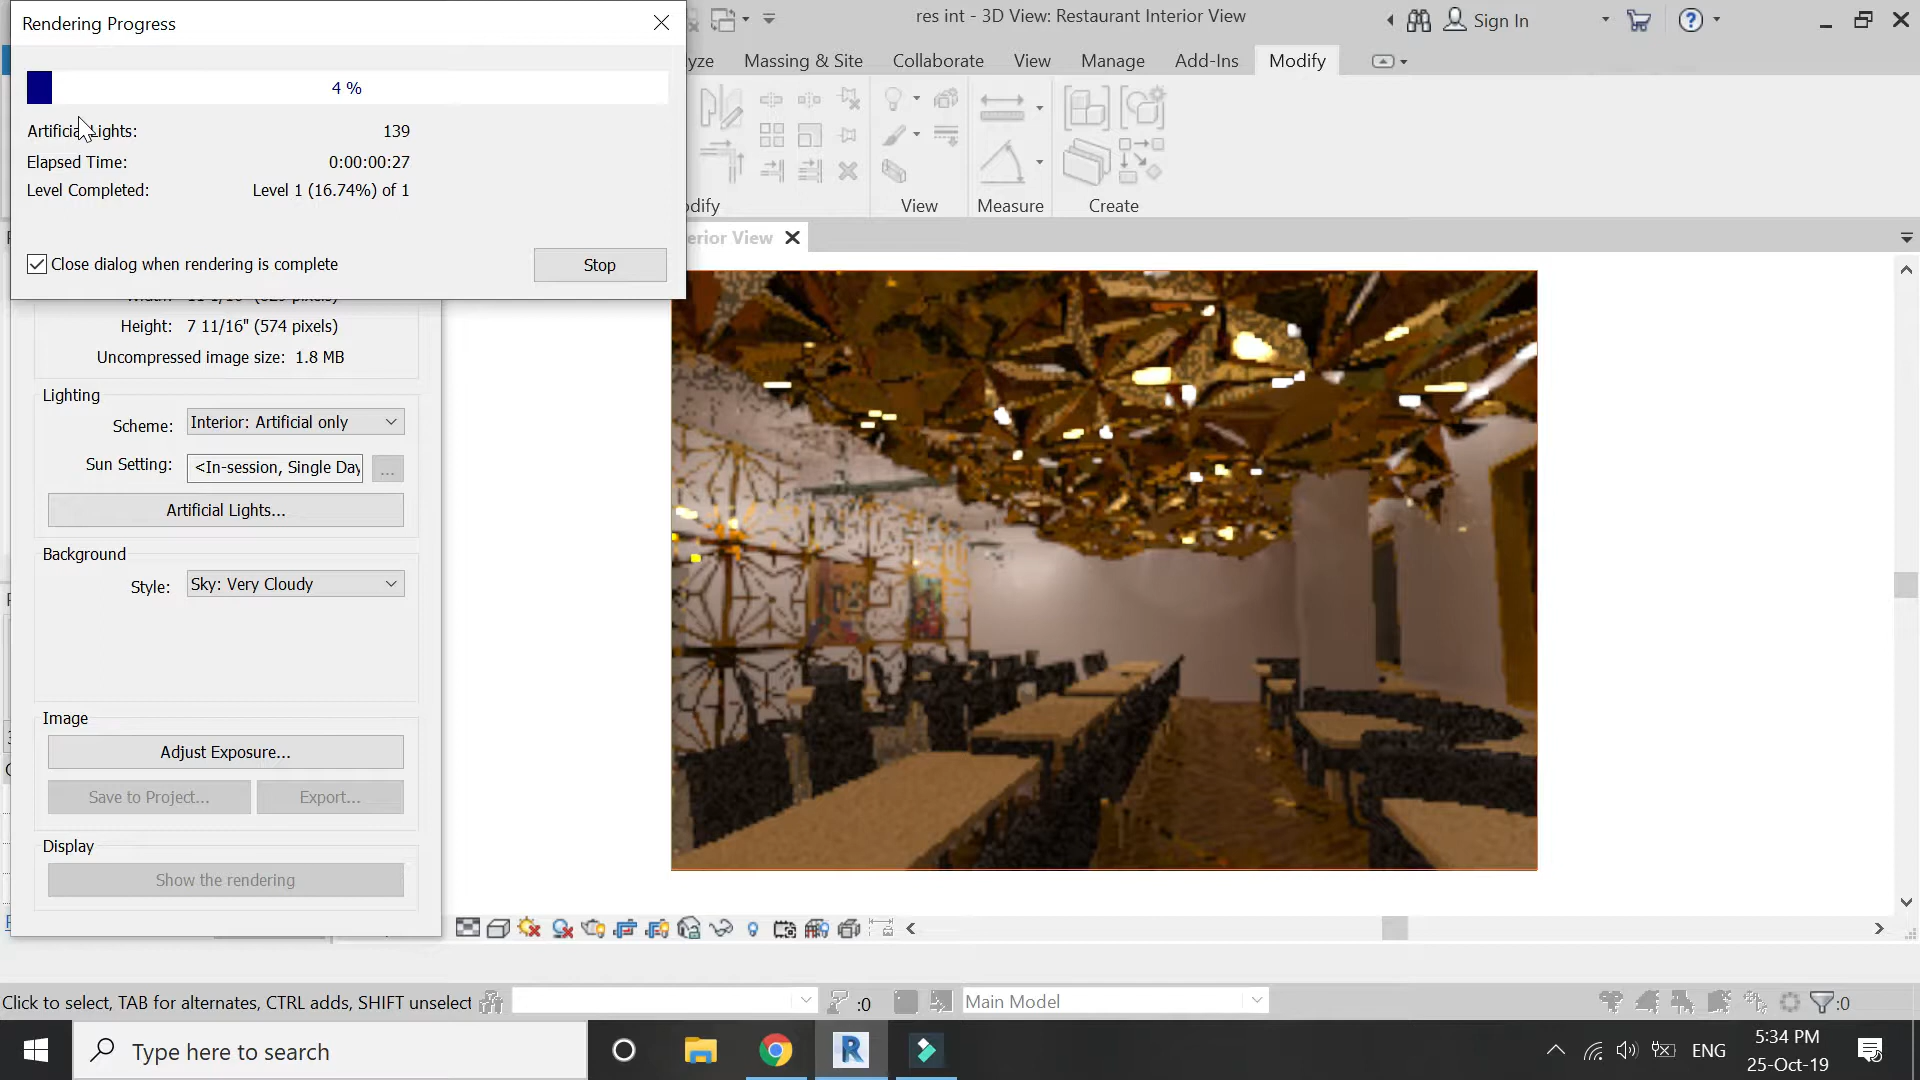 Rendering Progress
res int - 3D View: Restaurant Interior View
Sign In
4 %
Massing & Site
Collaborate
View
Manage
Add-Ins
Modify
Artificial Lights:
139
Elapsed Time:
0:00:00:27
Level Completed:
Level 1 (16.74%) of 1
View
Measure
Create
erior View
Close dialog when rendering is complete
Stop
Height: 7 11/16" (574 pixels)
Uncompressed image size: 1.8 MB
Lighting
Scheme: Interior: Artificial only
Sun Setting: <In-session, Single Day
...
Artificial Lights...
Background
Style: Sky: Very Cloudy
Image
Adjust Exposure...
Save to Project...
Export...
Display
Show the rendering
Click to select, TAB for alternates, CTRL adds, SHIFT unselect
:0
Main Model
:0
Type here to search
ENG
5:34 PM
25-Oct-19